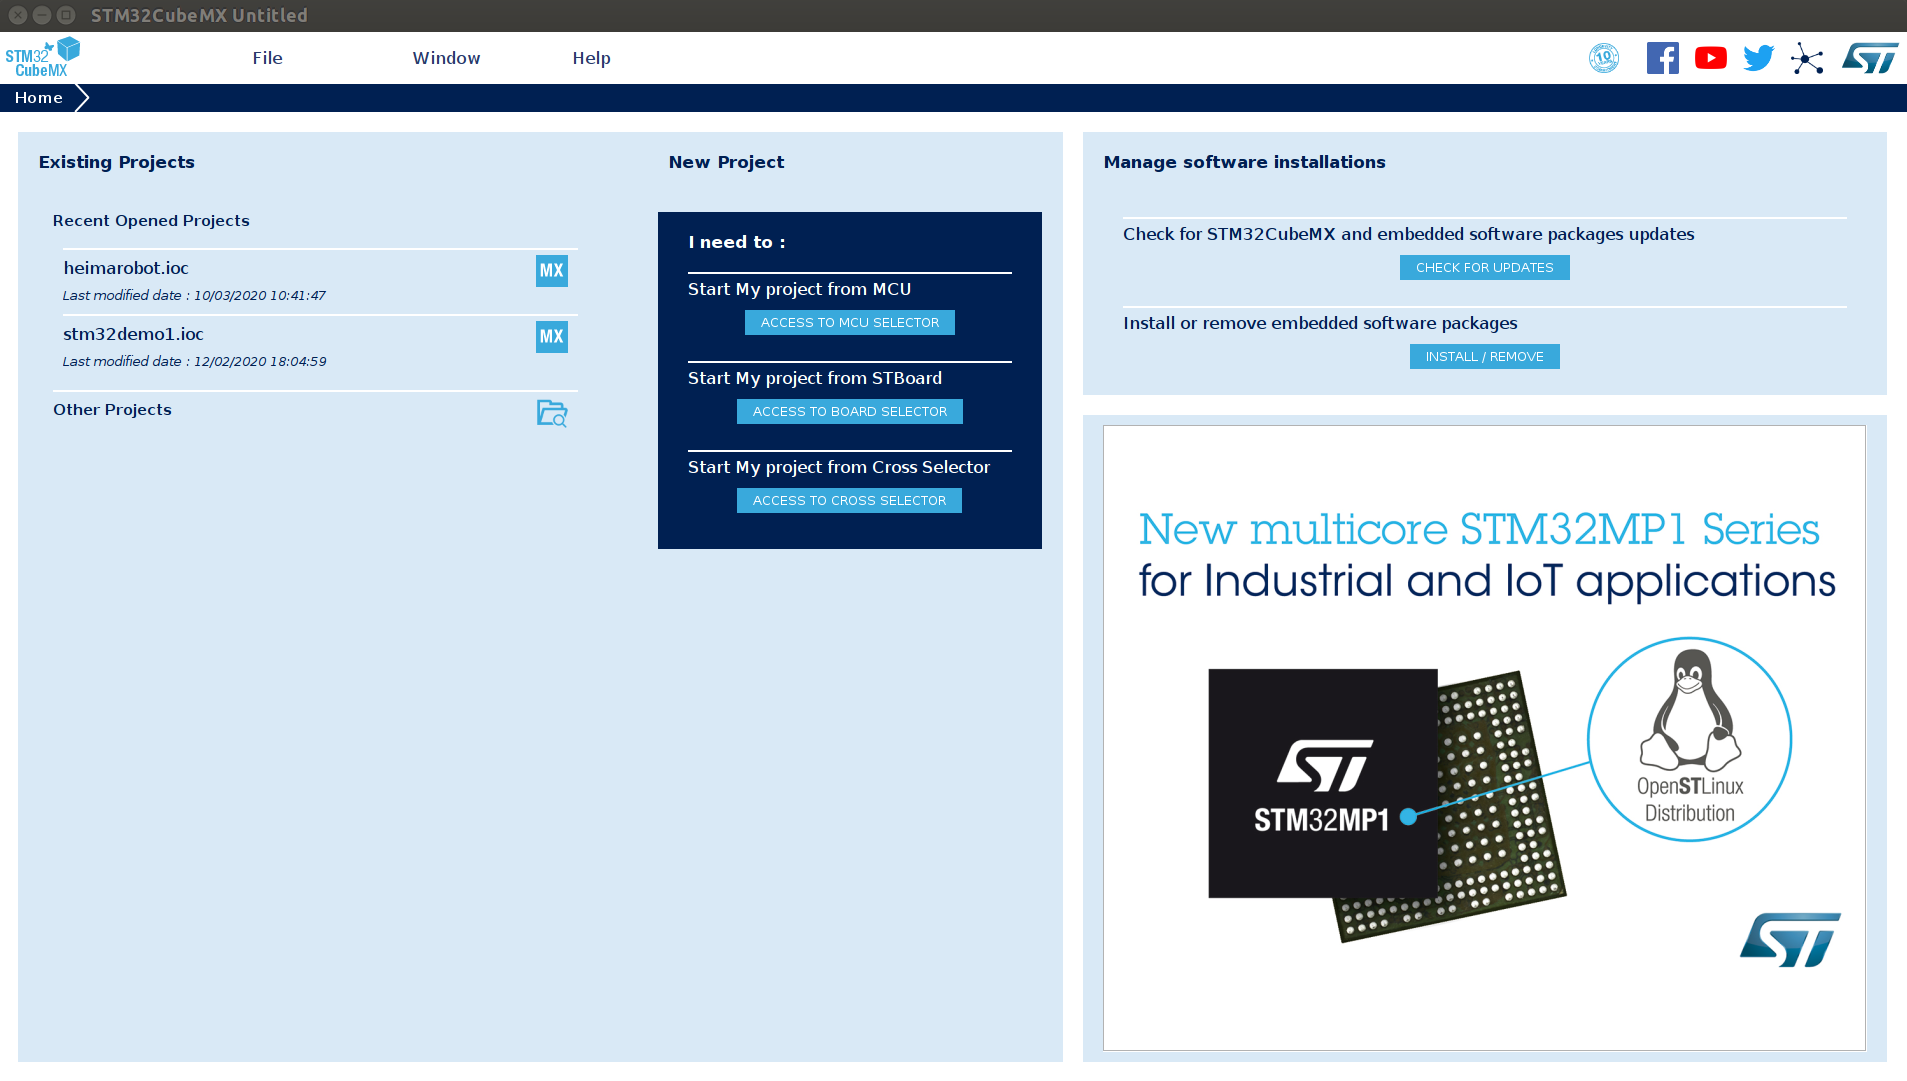 STM32CubeMX Untitled
STM32
CubeMX
File
Window
Help
10
ST
Home
Existing Projects
Recent Opened Projects
heimarobot.ioc
MX
Last modified date : 10/03/2020 10:41:47
stm32demo1.ioc
MX
Last modified date : 12/02/2020 18:04:59
Other Projects
New Project
I need to :
Start My project from MCU
ACCESS TO MCU SELECTOR
Start My project from STBoard
ACCESS TO BOARD SELECTOR
Start My project from Cross Selector
ACCESS TO CROSS SELECTOR
Manage software installations
Check for STM32CubeMX and embedded software packages updates
CHECK FOR UPDATES
Install or remove embedded software packages
INSTALL / REMOVE
New multicore STM32MP1 Series
for Industrial and IoT applications
ST
STM32MP1
OpenSTLinux
Distribution
ST